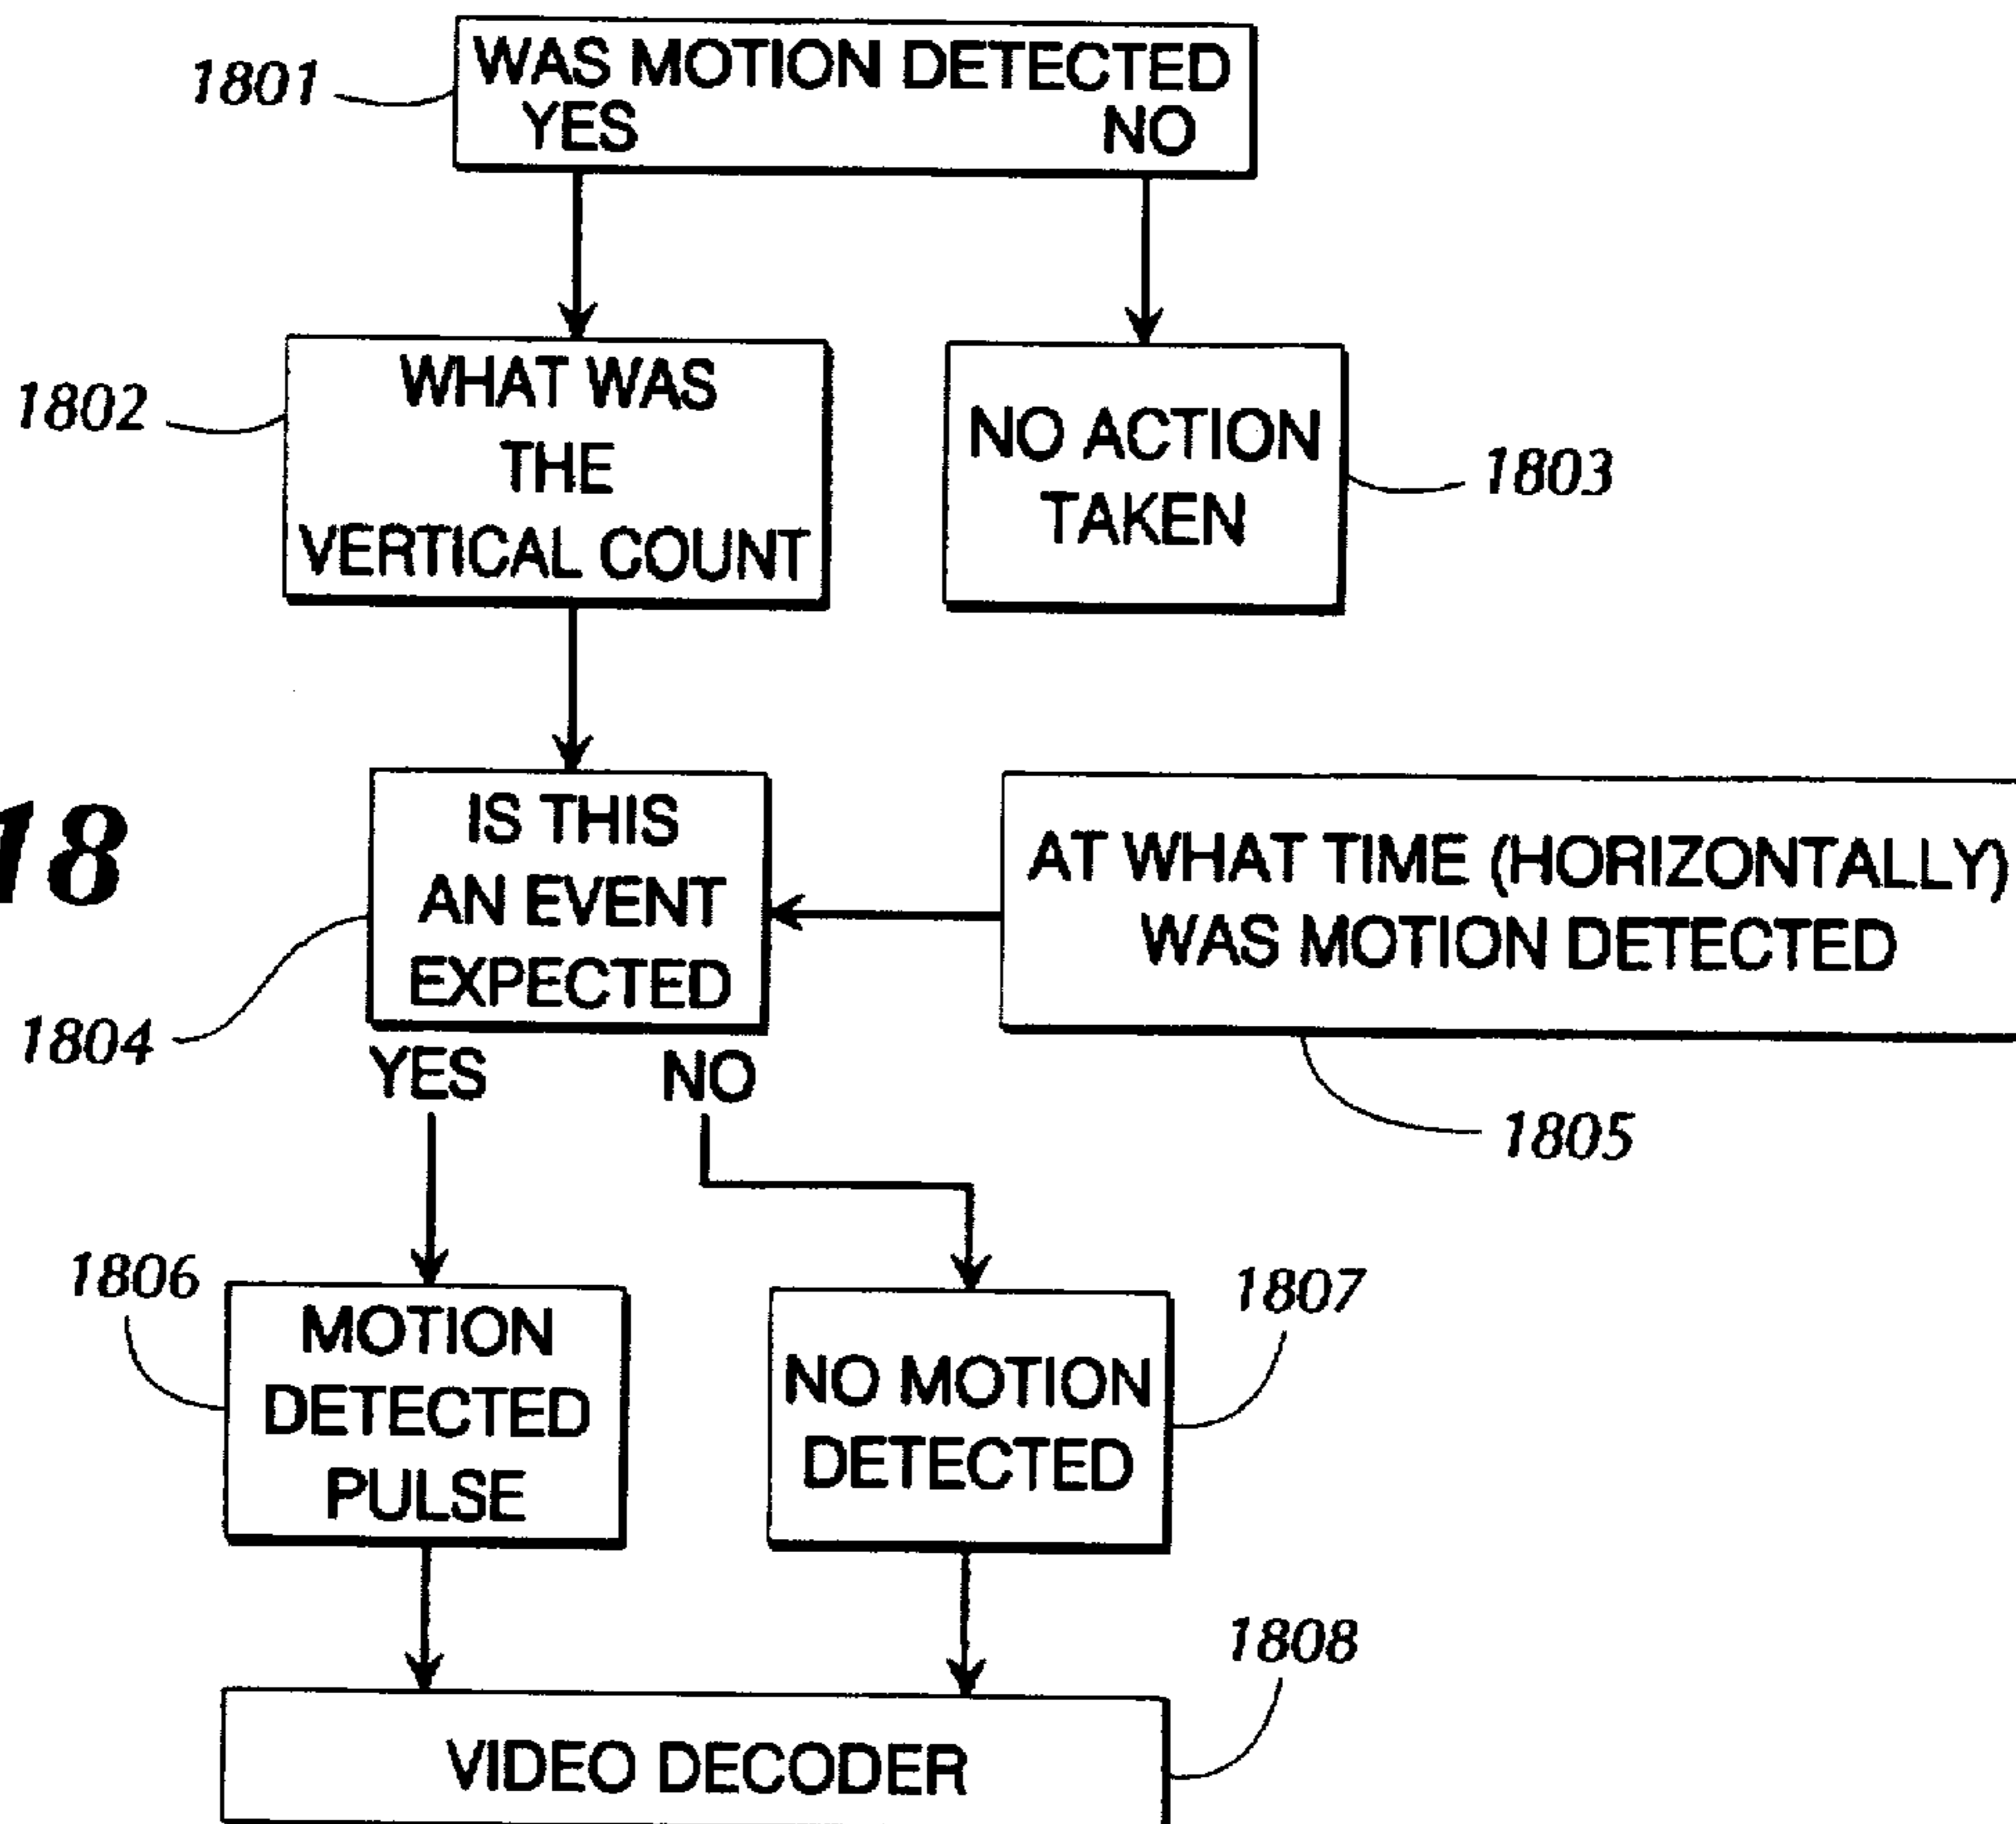 WAS MOTION DETECTED
YES NO
1801
WHAT WAS
THE
VERTICAL COUNT
1802
NO ACTION
TAKEN
1803
18
IS THIS
AN EVENT
EXPECTED
1804
AT WHAT TIME (HORIZONTALLY)
WAS MOTION DETECTED
1805
YES NO
1806
MOTION
DETECTED
PULSE
NO MOTION
DETECTED
1807
VIDEO DECODER
1808